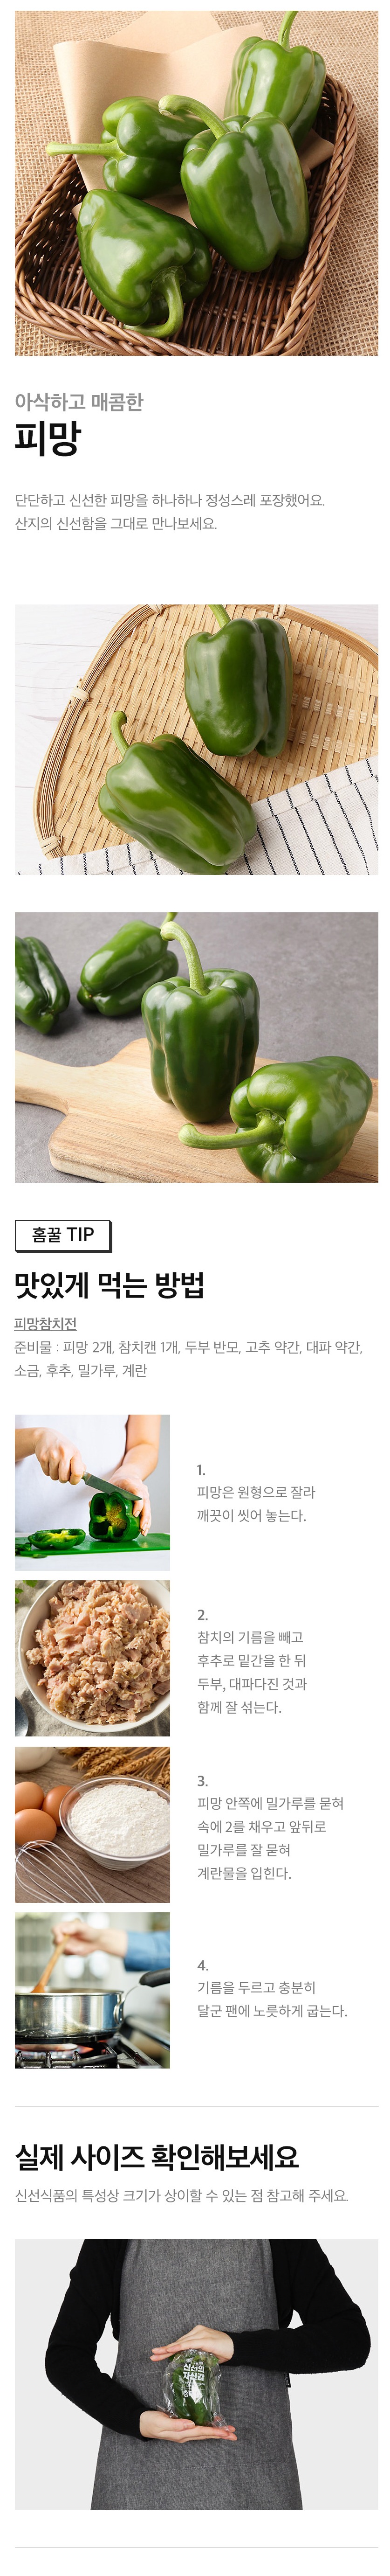 아삭하고 매콤한
피망
단단하고 신선한 피망을 하나하나 정성스레 포장했어요.
산지의 신선함을 그대로 만나보세요.
홈꿀 TIP
맛있게 먹는 방법
피망참치전
준비물 : 피망 2개, 참치캔 1개, 두부 반모, 고추 약간, 대파 약간,
소금, 후추, 밀가루, 계란
1.
피망은 원형으로 잘라
깨끗이 씻어 놓는다.
2.
참치의 기름을 빼고
후추로 밑간을 한 뒤
두부, 대파다진 것과
함께 잘 섞는다.
3.
피망 안쪽에 밀가루를 묻혀
속에 2를 채우고 앞뒤로
밀가루를 잘 묻혀
계란물을 입힌다.
4.
기름을 두르고 충분히
달군 팬에 노릇하게 굽는다.
실제 사이즈 확인해보세요
신선식품의 특성상 크기가 상이할 수 있는 점 참고해 주세요.
신선의
자신감